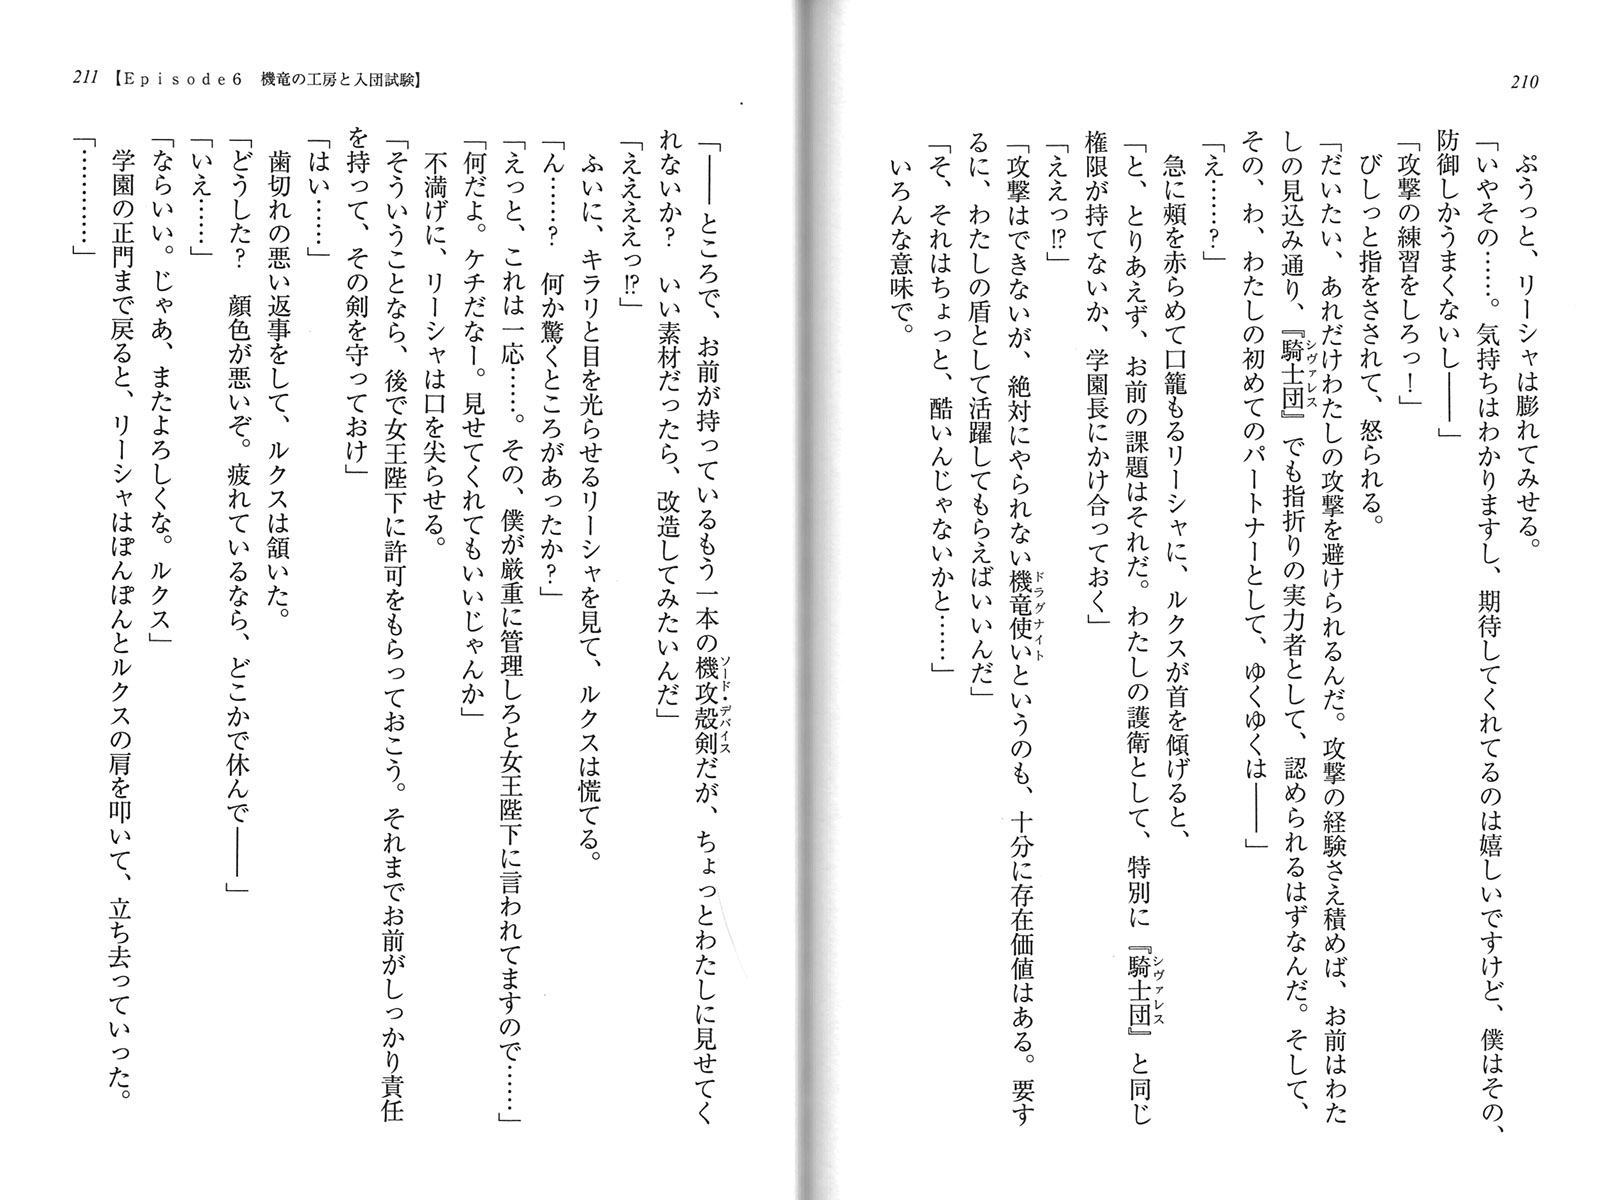 210
　ぷうっと、リーシャは膨れてみせる。
「いやその……。気持ちはわかりますし、期待してくれてるのは嬉しいですけど、僕はその、
防御しかうまくないし――」
「攻撃の練習をしろっ！」
　びしっと指をさされて、怒られる。
「だいたい、あれだけわたしの攻撃を避けられるんだ。攻撃の経験さえ積めば、お前はわた
しの見込み通り、『騎士団シヴァレス』でも指折りの実力者として、認められるはずなんだ。そして、
その、わ、わたしの初めてのパートナーとして、ゆくゆくは――」
「え……？」
　急に頰を赤らめて口籠もるリーシャに、ルクスが首を傾げると、
「と、とりあえず、お前の課題はそれだ。わたしの護衛として、特別に『騎士団シヴァレス』と同じ
権限が持てないか、学園長にかけ合っておく」
「ええっ⁉」
「攻撃はできないが、絶対にやられない機竜使いドラグナイトというのも、十分に存在価値はある。要す
るに、わたしの盾として活躍してもらえばいいんだ」
「そ、それはちょっと、酷いんじゃないかと……」
　いろんな意味で。
211【Episode6　機竜の工房と入団試験】
「――ところで、お前が持っているもう一本の機攻殻剣ソード・デバイスだが、ちょっとわたしに見せてく
れないか？　いい素材だったら、改造してみたいんだ」
「ええええっ⁉」
　ふいに、キラリと目を光らせるリーシャを見て、ルクスは慌てる。
「ん……？　何か驚くところがあったか？」
「えっと、これは一応……。その、僕が厳重に管理しろと女王陛下に言われてますので……」
「何だよ。ケチだなー。見せてくれてもいいじゃんか」
　不満げに、リーシャは口を尖らせる。
「そういうことなら、後で女王陛下に許可をもらっておこう。それまでお前がしっかり責任
を持って、その剣を守っておけ」
「はい……」
　歯切れの悪い返事をして、ルクスは頷いた。
「どうした？　顔色が悪いぞ。疲れているなら、どこかで休んで――」
「いえ……」
「ならいい。じゃあ、またよろしくな。ルクス」
　学園の正門まで戻ると、リーシャはぽんぽんとルクスの肩を叩いて、立ち去っていった。
「…………」